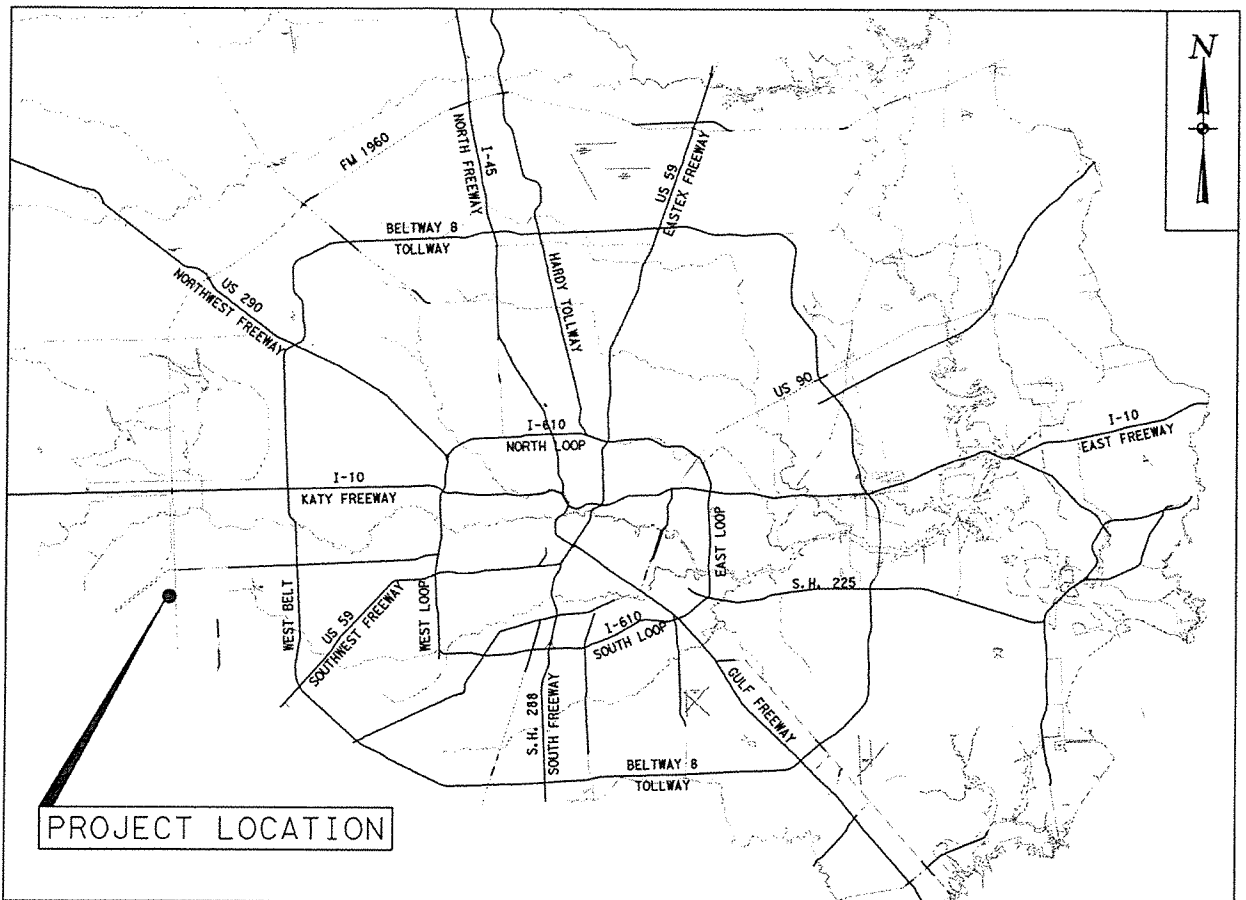 N
FM 1960
I-45
NORTH FREEWAY
US 59
EASTEX FREEWAY
BELTWAY 8
TOLLWAY
HARDY TOLLWAY
US 290
NORTHWEST FREEWAY
US 90
I-610
NORTH LOOP
I-10
EAST FREEWAY
I-10
KATY FREEWAY
EAST LOOP
S.H. 225
WEST BELT
US 59
SOUTHWEST FREEWAY
WEST LOOP
I-610
SOUTH LOOP
S.H. 288
SOUTH FREEWAY
GULF FREEWAY
BELTWAY 8
TOLLWAY
PROJECT LOCATION